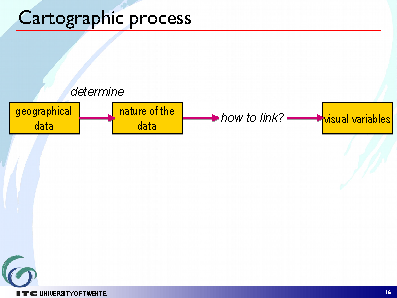 Cartographic process
determine
geographical
data
nature of the
data
how to link?
visual variables
ITC UNIVERSITY OF TWENTE.
16